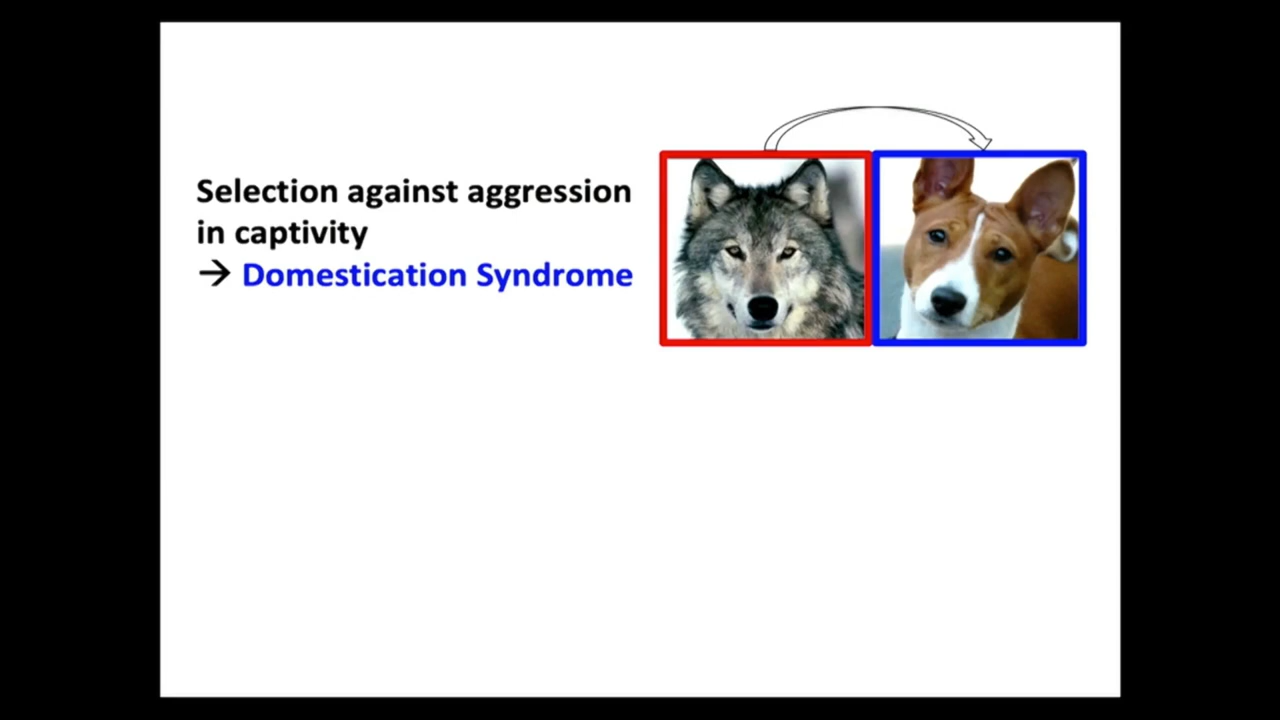 Selection against aggression
in captivity
→ Domestication Syndrome